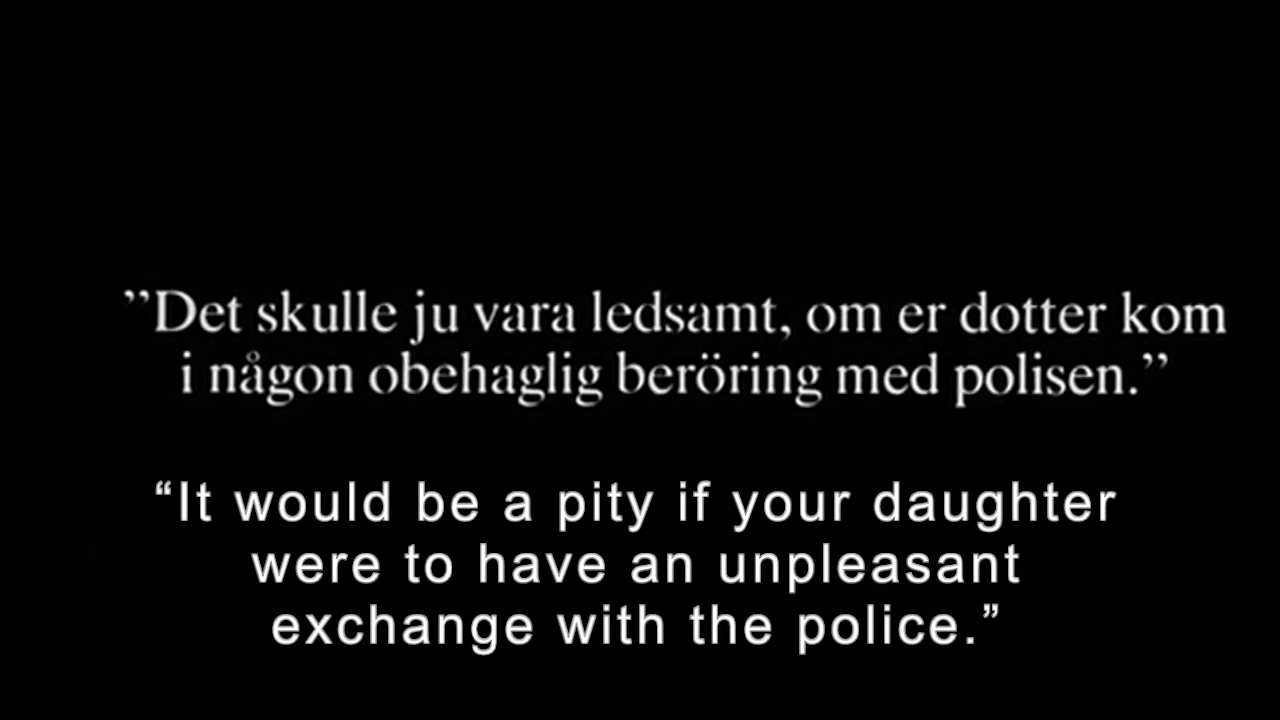 ”Det skulle ju vara ledsamt, om er dotter kom
i någon obehaglig beröring med polisen.”
“It would be a pity if your daughter
were to have an unpleasant
exchange with the police.”